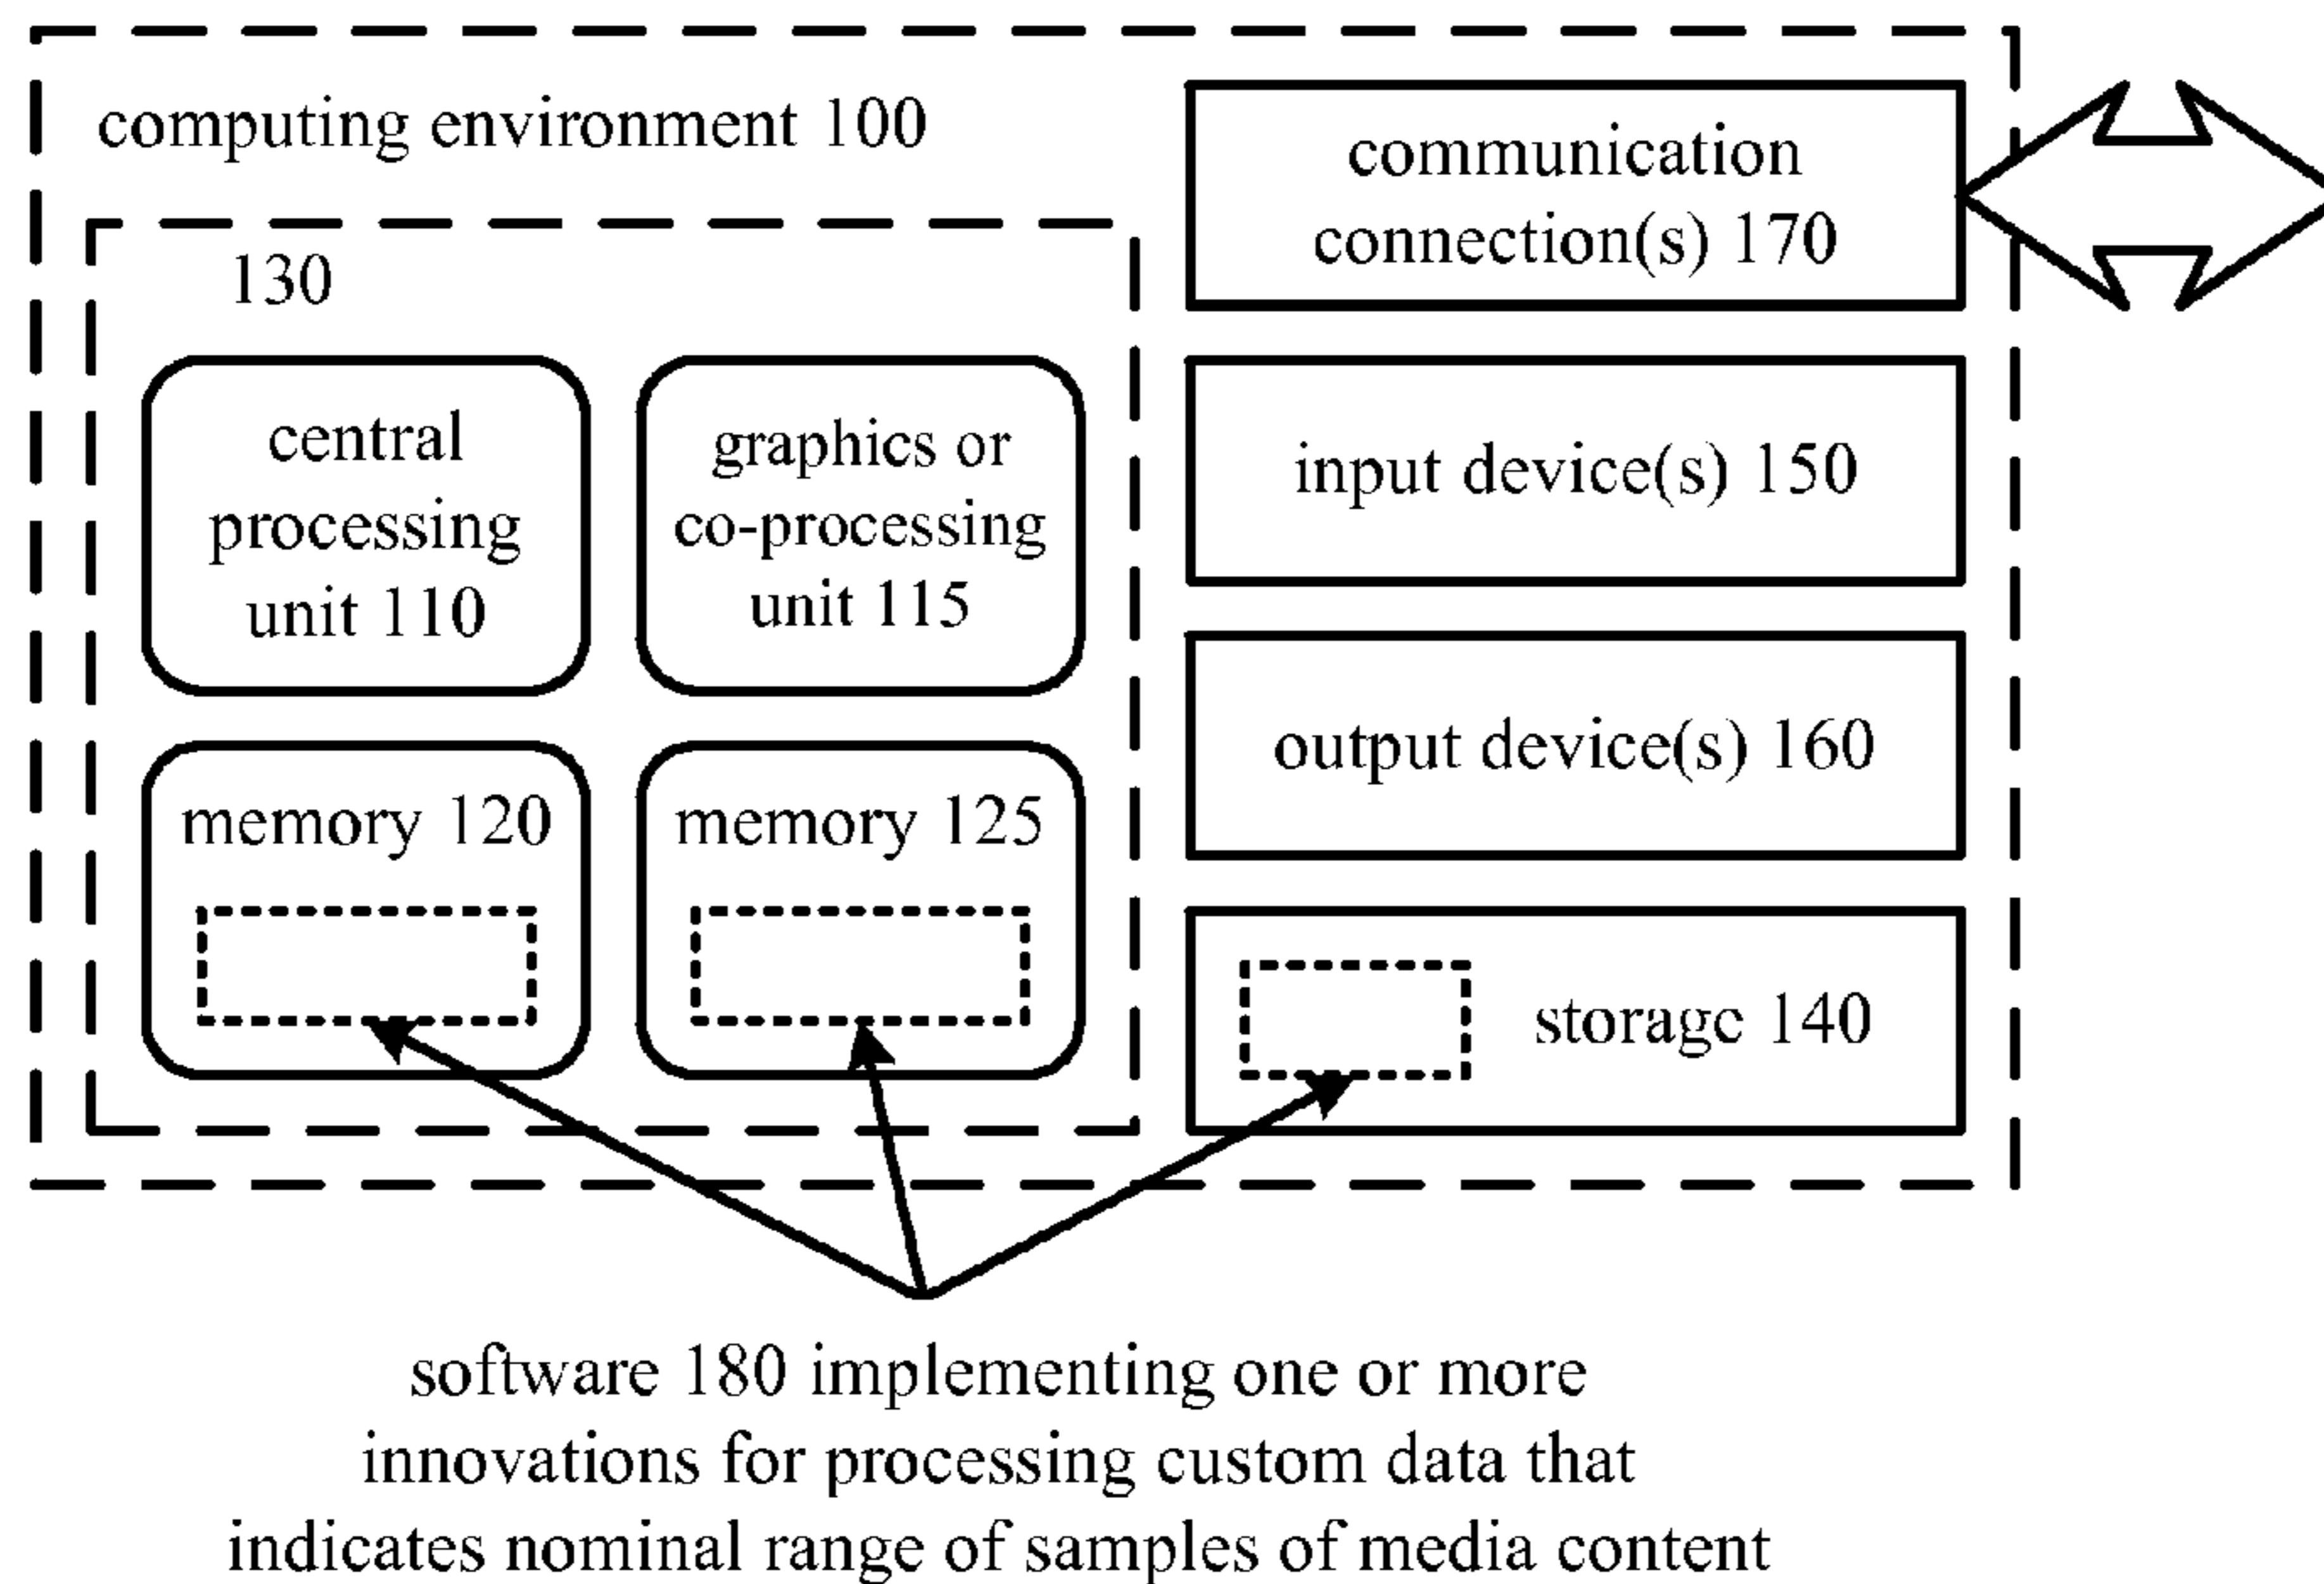 computing environment 100
130
central
processing
unit 110
graphics or
co-processing
unit 115
memory 120
memory 125
communication
connection(s) 170
input device(s) 150
output device(s) 160
storage 140
software 180 implementing one or more
innovations for processing custom data that
indicates nominal range of samples of media content